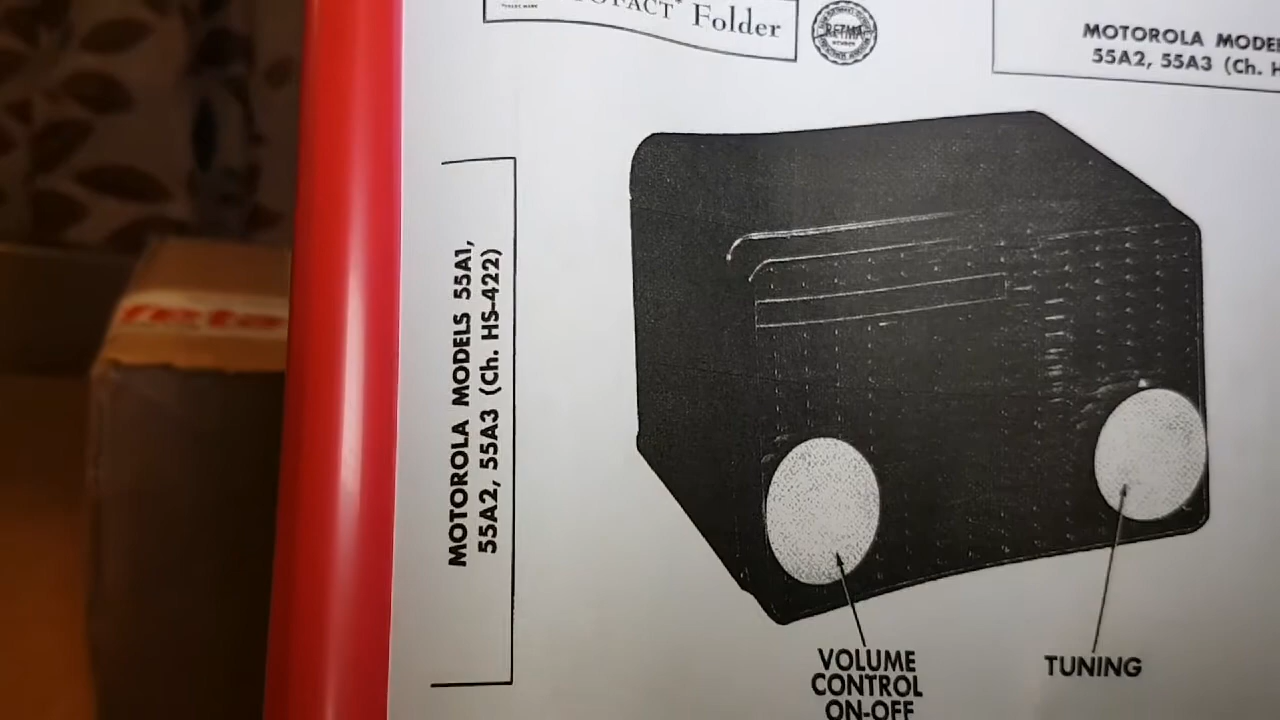 Folder
RETMA
MOTOROLA MODE
55A2, 55A3 (Ch. H
MOTOROLA MODELS 55A1,
55A2, 55A3 (Ch. HS-422)
VOLUME
CONTROL
ON-OFF
TUNING